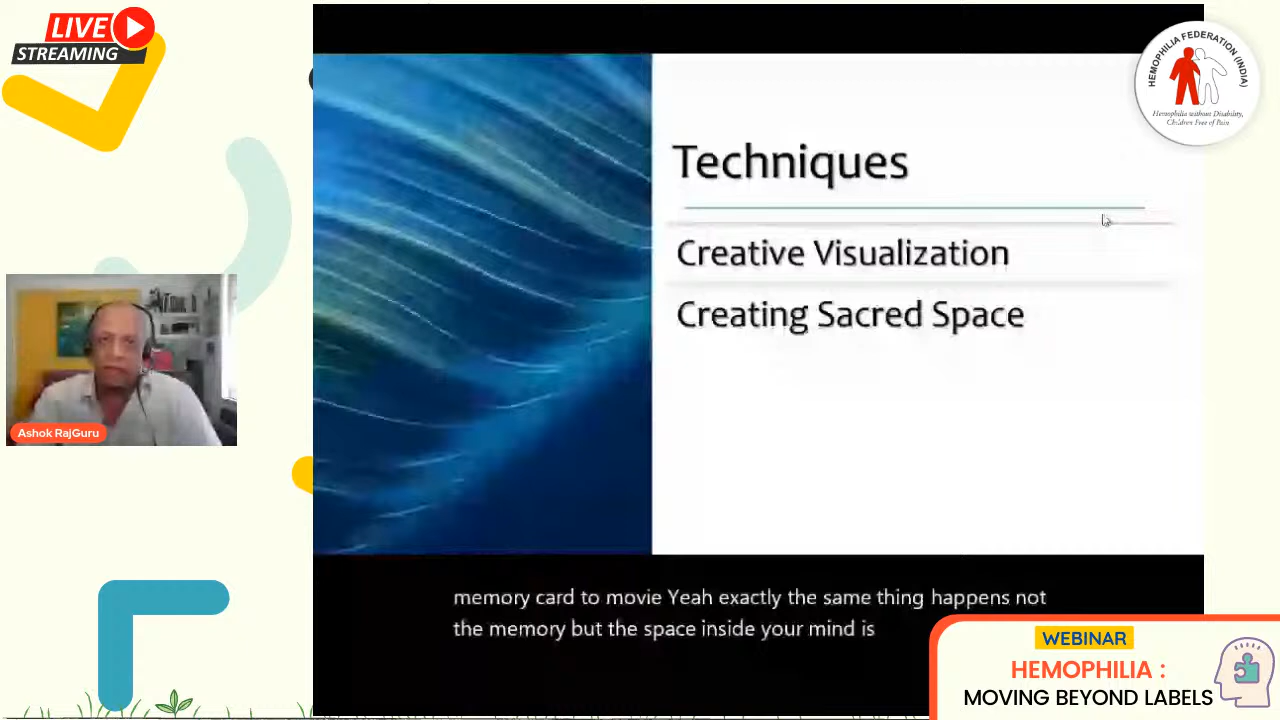 LIVE
STREAMING
HEMOPHILIA FEDERATION (INDIA)
Hemophilia without Disability,
Children Free of Pain
Techniques
Creative Visualization
Creating Sacred Space
Ashok RajGuru
memory card to movie Yeah exactly the same thing happens not
the memory but the space inside your mind is
WEBINAR
HEMOPHILIA :
MOVING BEYOND LABELS